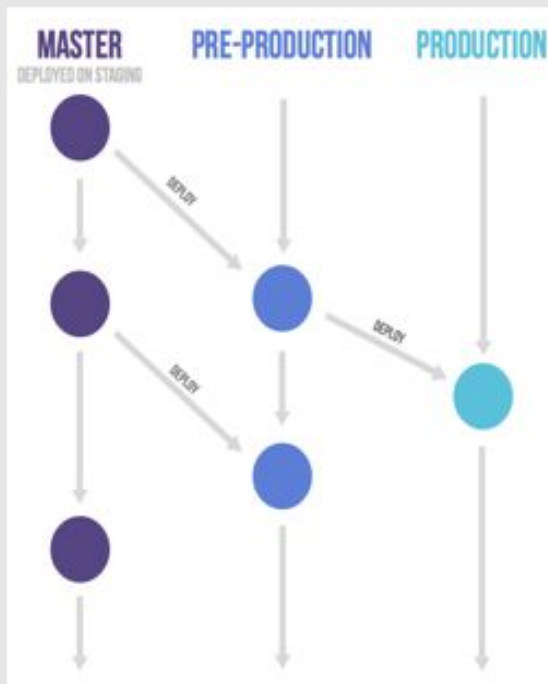 MASTER
DEPLOYED ON STAGING
PRE-PRODUCTION
PRODUCTION
DEPLOY
DEPLOY
DEPLOY